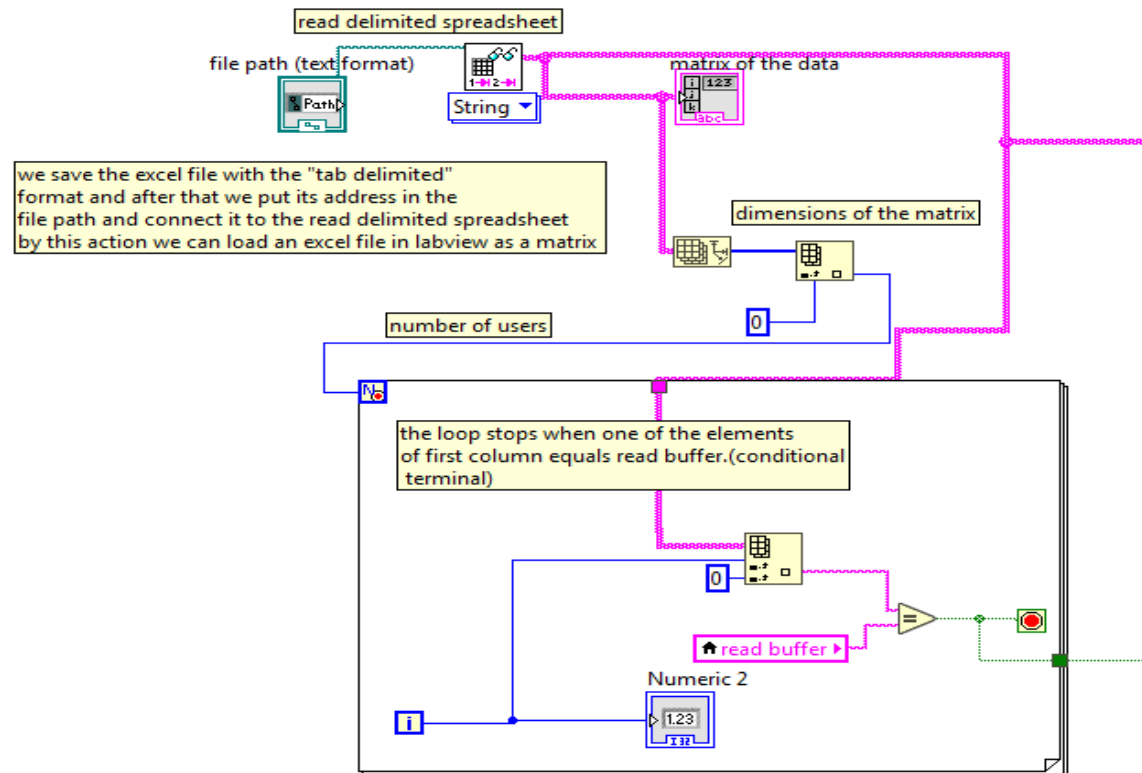 read delimited spreadsheet
file path (text format)
matrix of the data
Path
1 2
String
i 123
j
k
abc
we save the excel file with the "tab delimited"
format and after that we put its address in the
file path and connect it to the read delimited spreadsheet
by this action we can load an excel file in labview as a matrix
dimensions of the matrix
0
number of users
N
the loop stops when one of the elements
of first column equals read buffer.(conditional
terminal)
0
=
read buffer
Numeric 2
i
1.23
I32